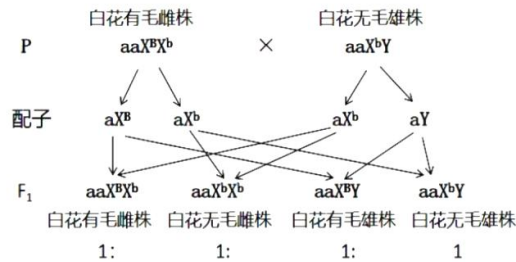 白花有毛雌株 白花无毛雄株
P aaXᴮXᵇ × aaXᵇY
配子 aXᴮ aXᵇ aXᵇ aY
F₁ aaXᴮXᵇ aaXᵇXᵇ aaXᴮY aaXᵇY
白花有毛雌株 白花无毛雌株 白花有毛雄株 白花无毛雄株
1: 1: 1: 1